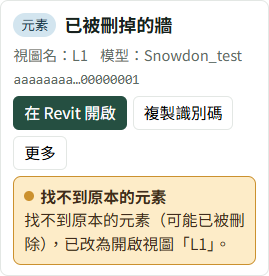 元素 已被刪掉的牆
視圖名：L1 模型：Snowdon_test
aaaaaaaa…00000001
在 Revit 開啟 複製識別碼
更多
找不到原本的元素
找不到原本的元素（可能已被刪
除），已改為開啟視圖「L1」。